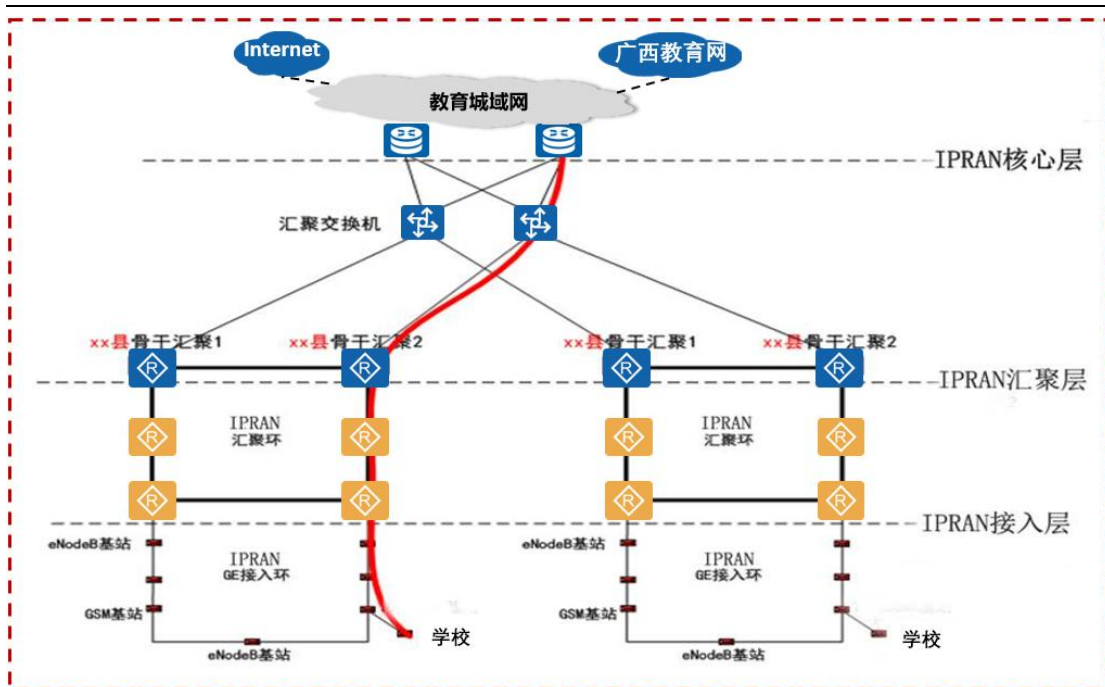 Internet
广西教育网
教育城域网
IPRAN核心层
汇聚交换机
xx县骨干汇聚1
xx县骨干汇聚2
xx县骨干汇聚1
xx县骨干汇聚2
R
R
R
R
IPRAN汇聚层
IPRAN
汇聚环
IPRAN
汇聚环
R
R
R
R
R
R
R
R
IPRAN接入层
eNodeB基站
IPRAN
GE接入环
eNodeB基站
IPRAN
GE接入环
GSM基站
GSM基站
学校
学校
eNodeB基站
eNodeB基站